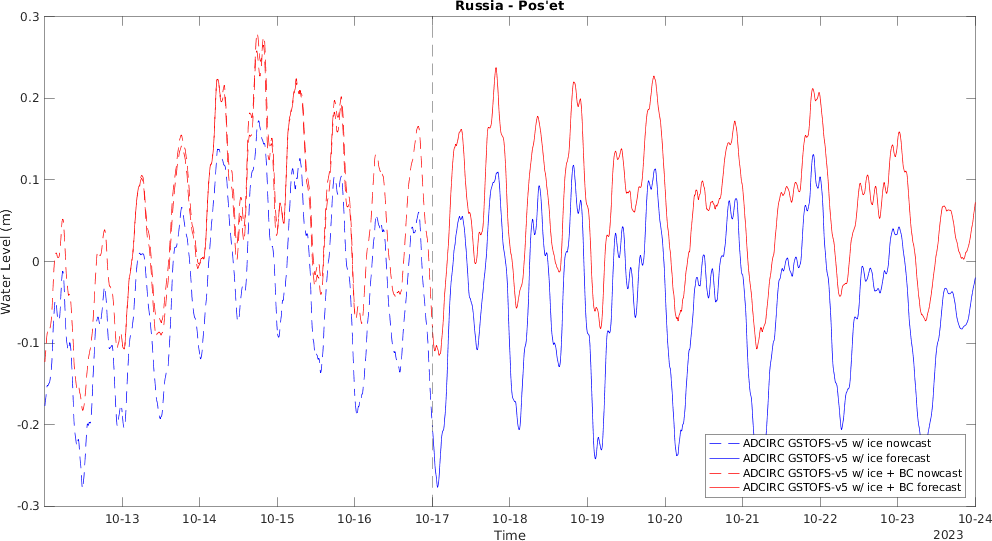 Russia - Pos'et
Water Level (m)
0.3
0.2
0.1
0
-0.1
-0.2
-0.3
ADCIRC GSTOFS-v5 w/ ice nowcast
ADCIRC GSTOFS-v5 w/ ice forecast
ADCIRC GSTOFS-v5 w/ ice + BC nowcast
ADCIRC GSTOFS-v5 w/ ice + BC forecast
10-13 10-14 10-15 10-16 10-17 10-18 10-19 10-20 10-21 10-22 10-23 10-24
Time
2023